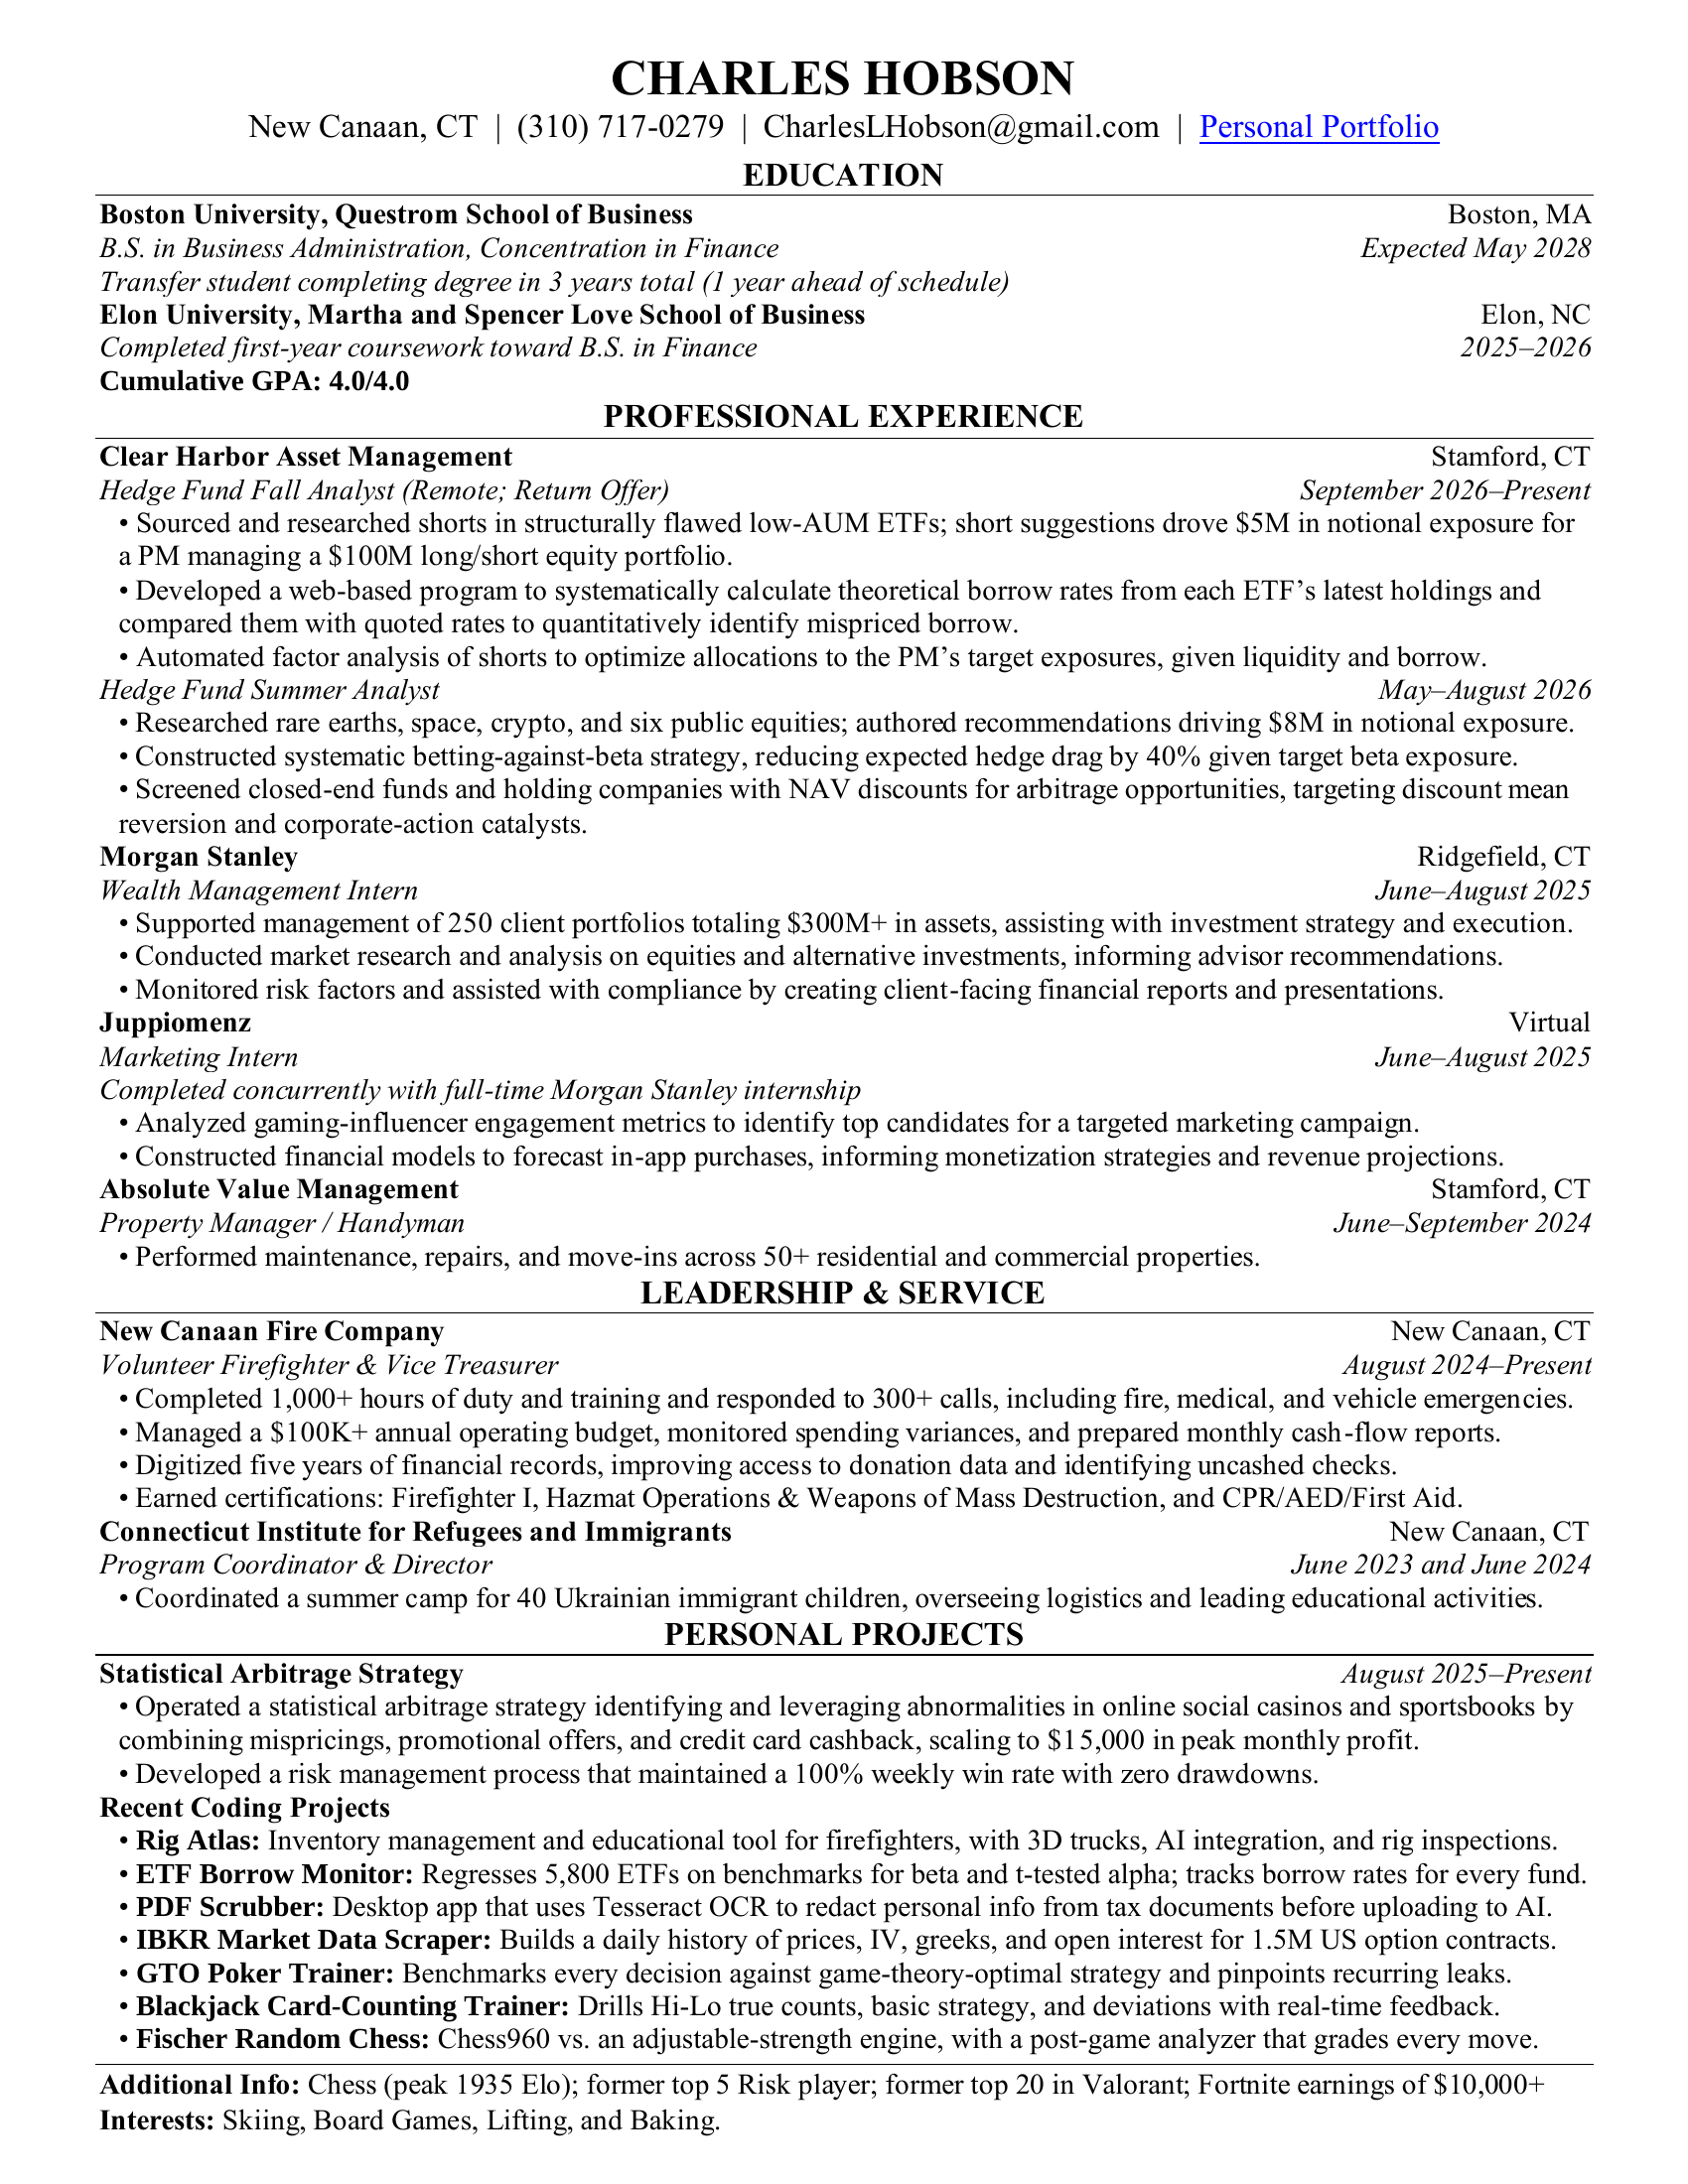 CHARLES HOBSON
New Canaan, CT | (310) 717-0279 | CharlesLHobson@gmail.com | Personal Portfolio
EDUCATION
Boston University, Questrom School of Business Boston, MA
B.S. in Business Administration, Concentration in Finance Expected May 2028
Transfer student completing degree in 3 years total (1 year ahead of schedule)
Elon University, Martha and Spencer Love School of Business Elon, NC
Completed first-year coursework toward B.S. in Finance 2025–2026
Cumulative GPA: 4.0/4.0
PROFESSIONAL EXPERIENCE
Clear Harbor Asset Management Stamford, CT
Hedge Fund Fall Analyst (Remote; Return Offer) September 2026–Present
• Sourced and researched shorts in structurally flawed low-AUM ETFs; short suggestions drove $5M in notional exposure for
a PM managing a $100M long/short equity portfolio.
• Developed a web-based program to systematically calculate theoretical borrow rates from each ETF’s latest holdings and
compared them with quoted rates to quantitatively identify mispriced borrow.
• Automated factor analysis of shorts to optimize allocations to the PM’s target exposures, given liquidity and borrow.
Hedge Fund Summer Analyst May–August 2026
• Researched rare earths, space, crypto, and six public equities; authored recommendations driving $8M in notional exposure.
• Constructed systematic betting-against-beta strategy, reducing expected hedge drag by 40% given target beta exposure.
• Screened closed-end funds and holding companies with NAV discounts for arbitrage opportunities, targeting discount mean
reversion and corporate-action catalysts.
Morgan Stanley Ridgefield, CT
Wealth Management Intern June–August 2025
• Supported management of 250 client portfolios totaling $300M+ in assets, assisting with investment strategy and execution.
• Conducted market research and analysis on equities and alternative investments, informing advisor recommendations.
• Monitored risk factors and assisted with compliance by creating client-facing financial reports and presentations.
Juppiomenz Virtual
Marketing Intern June–August 2025
Completed concurrently with full-time Morgan Stanley internship
• Analyzed gaming-influencer engagement metrics to identify top candidates for a targeted marketing campaign.
• Constructed financial models to forecast in-app purchases, informing monetization strategies and revenue projections.
Absolute Value Management Stamford, CT
Property Manager / Handyman June–September 2024
• Performed maintenance, repairs, and move-ins across 50+ residential and commercial properties.
LEADERSHIP & SERVICE
New Canaan Fire Company New Canaan, CT
Volunteer Firefighter & Vice Treasurer August 2024–Present
• Completed 1,000+ hours of duty and training and responded to 300+ calls, including fire, medical, and vehicle emergencies.
• Managed a $100K+ annual operating budget, monitored spending variances, and prepared monthly cash-flow reports.
• Digitized five years of financial records, improving access to donation data and identifying uncashed checks.
• Earned certifications: Firefighter I, Hazmat Operations & Weapons of Mass Destruction, and CPR/AED/First Aid.
Connecticut Institute for Refugees and Immigrants New Canaan, CT
Program Coordinator & Director June 2023 and June 2024
• Coordinated a summer camp for 40 Ukrainian immigrant children, overseeing logistics and leading educational activities.
PERSONAL PROJECTS
Statistical Arbitrage Strategy August 2025–Present
• Operated a statistical arbitrage strategy identifying and leveraging abnormalities in online social casinos and sportsbooks by
combining mispricings, promotional offers, and credit card cashback, scaling to $15,000 in peak monthly profit.
• Developed a risk management process that maintained a 100% weekly win rate with zero drawdowns.
Recent Coding Projects
• Rig Atlas: Inventory management and educational tool for firefighters, with 3D trucks, AI integration, and rig inspections.
• ETF Borrow Monitor: Regresses 5,800 ETFs on benchmarks for beta and t-tested alpha; tracks borrow rates for every fund.
• PDF Scrubber: Desktop app that uses Tesseract OCR to redact personal info from tax documents before uploading to AI.
• IBKR Market Data Scraper: Builds a daily history of prices, IV, greeks, and open interest for 1.5M US option contracts.
• GTO Poker Trainer: Benchmarks every decision against game-theory-optimal strategy and pinpoints recurring leaks.
• Blackjack Card-Counting Trainer: Drills Hi-Lo true counts, basic strategy, and deviations with real-time feedback.
• Fischer Random Chess: Chess960 vs. an adjustable-strength engine, with a post-game analyzer that grades every move.
Additional Info: Chess (peak 1935 Elo); former top 5 Risk player; former top 20 in Valorant; Fortnite earnings of $10,000+
Interests: Skiing, Board Games, Lifting, and Baking.